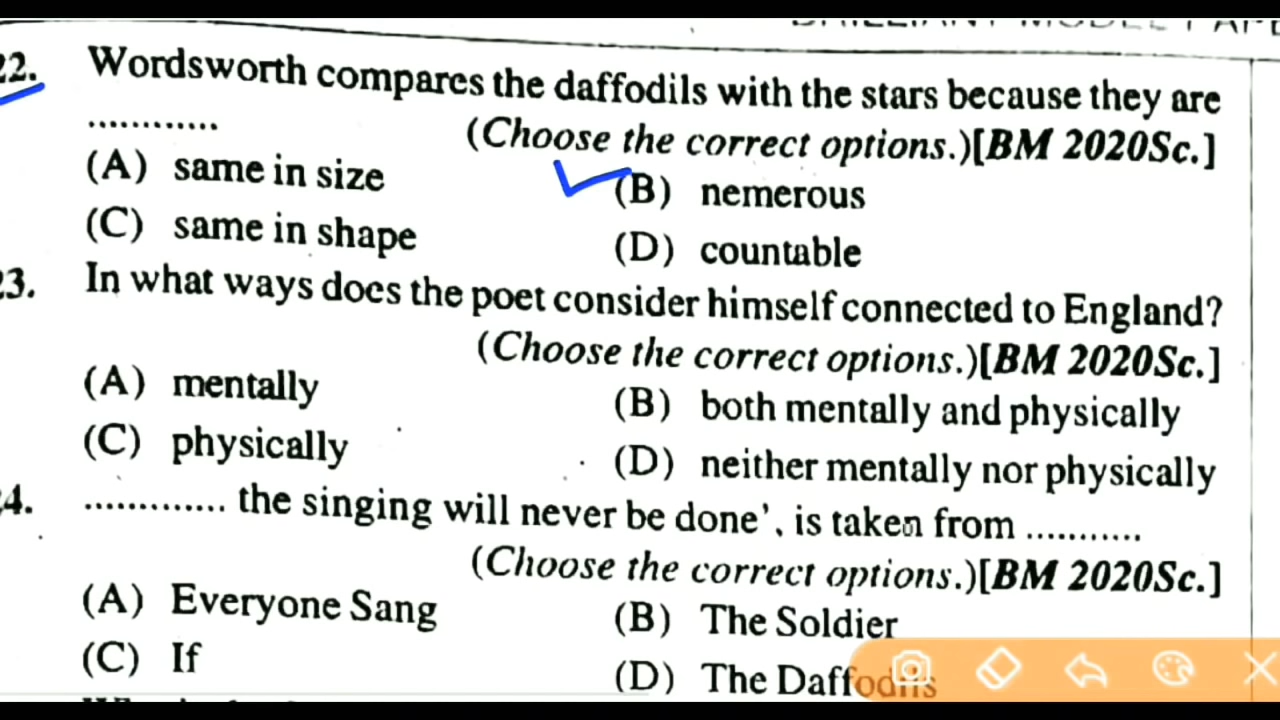 22. Wordsworth compares the daffodils with the stars because they are
............. (Choose the correct options.)[BM 2020Sc.]
(A) same in size (B) nemerous
(C) same in shape (D) countable
23. In what ways does the poet consider himself connected to England?
(Choose the correct options.)[BM 2020Sc.]
(A) mentally (B) both mentally and physically
(C) physically (D) neither mentally nor physically
24. ............. the singing will never be done', is taken from ...........
(Choose the correct options.)[BM 2020Sc.]
(A) Everyone Sang (B) The Soldier
(C) If (D) The Daffodils